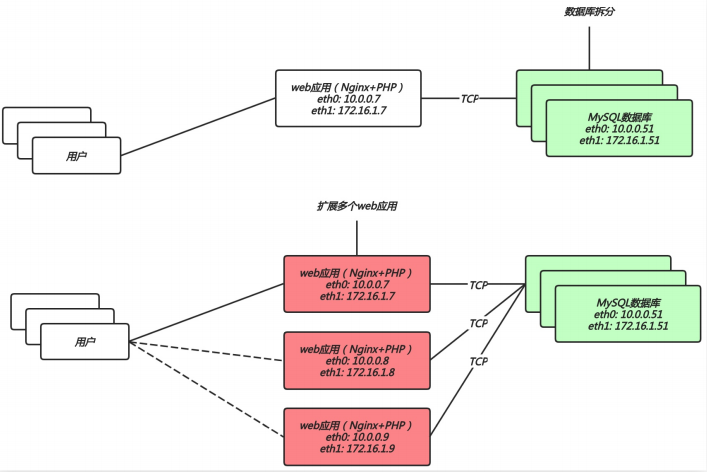 数据库拆分
web应用（Nginx+PHP）
eth0: 10.0.0.7
eth1: 172.16.1.7
TCP
MySQL数据库
eth0: 10.0.0.51
eth1: 172.16.1.51
用户
扩展多个web应用
web应用（Nginx+PHP）
eth0: 10.0.0.7
eth1: 172.16.1.7
TCP
MySQL数据库
eth0: 10.0.0.51
eth1: 172.16.1.51
用户
web应用（Nginx+PHP）
eth0: 10.0.0.8
eth1: 172.16.1.8
TCP
TCP
web应用（Nginx+PHP）
eth0: 10.0.0.9
eth1: 172.16.1.9